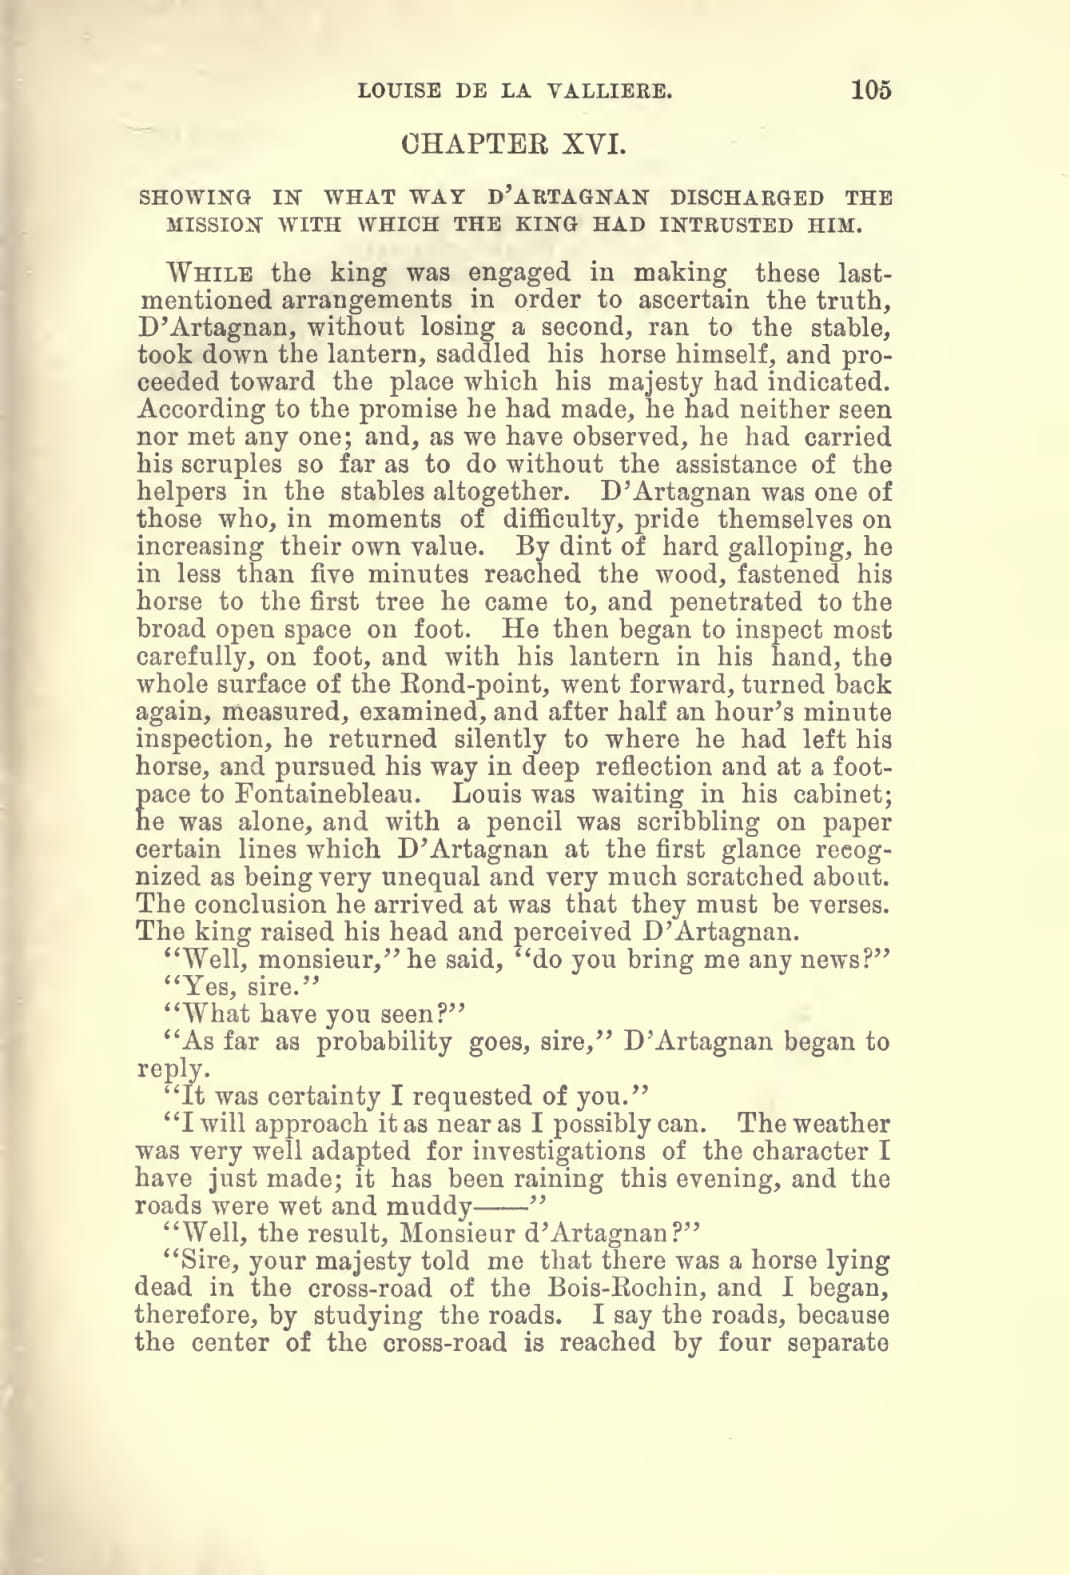 LOUISE DE LA VALLIERE. 105
CHAPTER XVI.
SHOWING IN WHAT WAY D'ARTAGNAN DISCHARGED THE
MISSION WITH WHICH THE KING HAD INTRUSTED HIM.
WHILE the king was engaged in making these last-
mentioned arrangements in order to ascertain the truth,
D'Artagnan, without losing a second, ran to the stable,
took down the lantern, saddled his horse himself, and pro-
ceeded toward the place which his majesty had indicated.
According to the promise he had made, he had neither seen
nor met any one; and, as we have observed, he had carried
his scruples so far as to do without the assistance of the
helpers in the stables altogether. D'Artagnan was one of
those who, in moments of difficulty, pride themselves on
increasing their own value. By dint of hard galloping, he
in less than five minutes reached the wood, fastened his
horse to the first tree he came to, and penetrated to the
broad open space on foot. He then began to inspect most
carefully, on foot, and with his lantern in his hand, the
whole surface of the Rond-point, went forward, turned back
again, measured, examined, and after half an hour's minute
inspection, he returned silently to where he had left his
horse, and pursued his way in deep reflection and at a foot-
pace to Fontainebleau. Louis was waiting in his cabinet;
he was alone, and with a pencil was scribbling on paper
certain lines which D'Artagnan at the first glance recog-
nized as being very unequal and very much scratched about.
The conclusion he arrived at was that they must be verses.
The king raised his head and perceived D'Artagnan.
"Well, monsieur," he said, "do you bring me any news?"
"Yes, sire."
"What have you seen?"
"As far as probability goes, sire," D'Artagnan began to
reply.
"It was certainty I requested of you."
"I will approach it as near as I possibly can. The weather
was very well adapted for investigations of the character I
have just made; it has been raining this evening, and the
roads were wet and muddy——"
"Well, the result, Monsieur d'Artagnan?"
"Sire, your majesty told me that there was a horse lying
dead in the cross-road of the Bois-Rochin, and I began,
therefore, by studying the roads. I say the roads, because
the center of the cross-road is reached by four separate